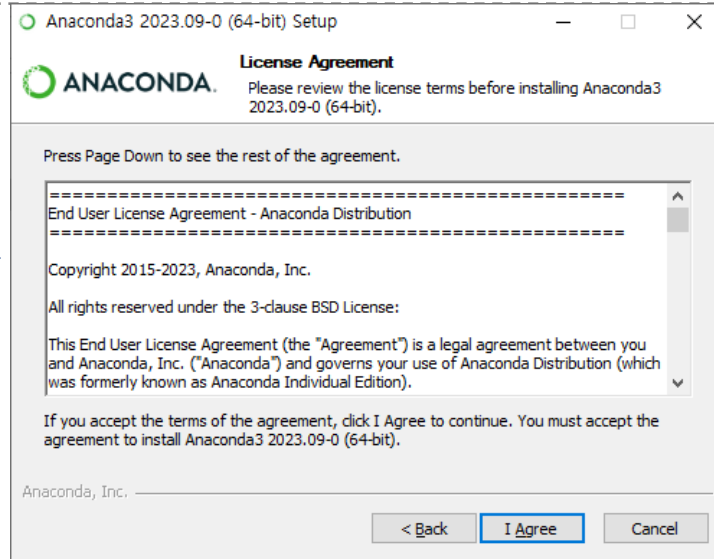 Anaconda3 2023.09-0 (64-bit) Setup
License Agreement
ANACONDA.
Please review the license terms before installing Anaconda3
2023.09-0 (64-bit).
Press Page Down to see the rest of the agreement.
====================================================
End User License Agreement - Anaconda Distribution
====================================================
Copyright 2015-2023, Anaconda, Inc.
All rights reserved under the 3-clause BSD License:
This End User License Agreement (the "Agreement") is a legal agreement between you
and Anaconda, Inc. ("Anaconda") and governs your use of Anaconda Distribution (which
was formerly known as Anaconda Individual Edition).
If you accept the terms of the agreement, click I Agree to continue. You must accept the
agreement to install Anaconda3 2023.09-0 (64-bit).
Anaconda, Inc.
< Back I Agree Cancel